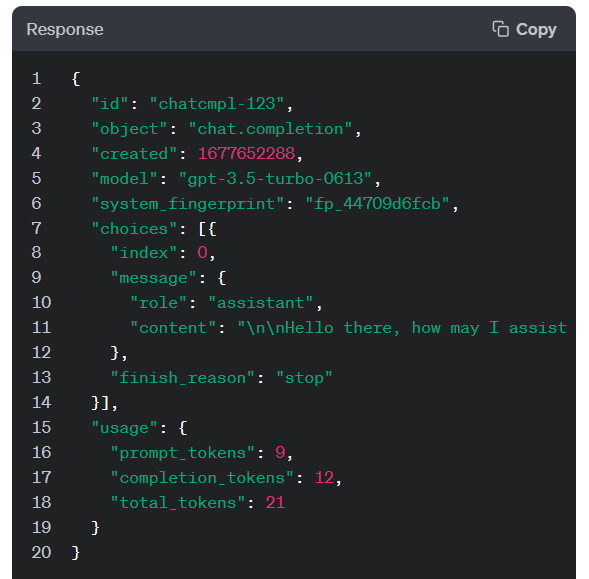 Response
Copy
1 {
2 "id": "chatcmpl-123",
3 "object": "chat.completion",
4 "created": 1677652288,
5 "model": "gpt-3.5-turbo-0613",
6 "system_fingerprint": "fp_44709d6fcb",
7 "choices": [{
8 "index": 0,
9 "message": {
10 "role": "assistant",
11 "content": "\n\nHello there, how may I assist
12 },
13 "finish_reason": "stop"
14 }],
15 "usage": {
16 "prompt_tokens": 9,
17 "completion_tokens": 12,
18 "total_tokens": 21
19 }
20 }